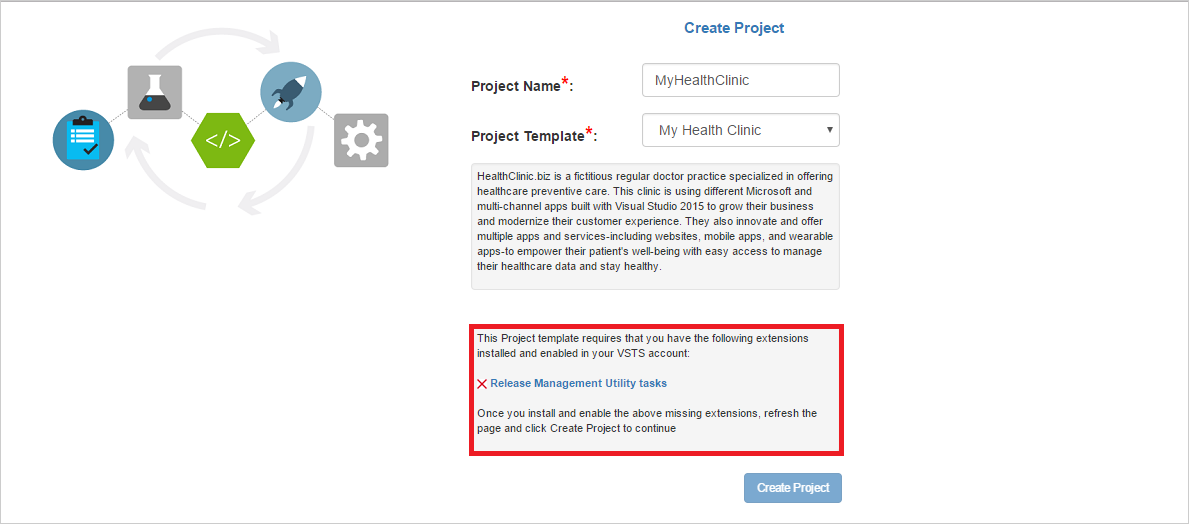 Create Project
Project Name*:
MyHealthClinic
Project Template*:
My Health Clinic
HealthClinic.biz is a fictitious regular doctor practice specialized in offering
healthcare preventive care. This clinic is using different Microsoft and
multi-channel apps built with Visual Studio 2015 to grow their business
and modernize their customer experience. They also innovate and offer
multiple apps and services-including websites, mobile apps, and wearable
apps-to empower their patient's well-being with easy access to manage
their healthcare data and stay healthy.
This Project template requires that you have the following extensions
installed and enabled in your VSTS account:
Release Management Utility tasks
Once you install and enable the above missing extensions, refresh the
page and click Create Project to continue
Create Project